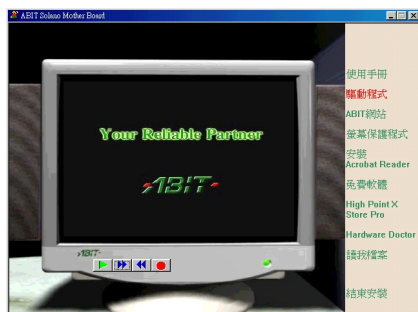 ABIT Solano Mother Board
Your Reliable Partner
ABIT
ABIT
使用手冊
驅動程式
ABIT網站
螢幕保護程式
安裝
Acrobat Reader
免費軟體
High Point X
Store Pro
Hardware Doctor
讀我檔案
結束安裝